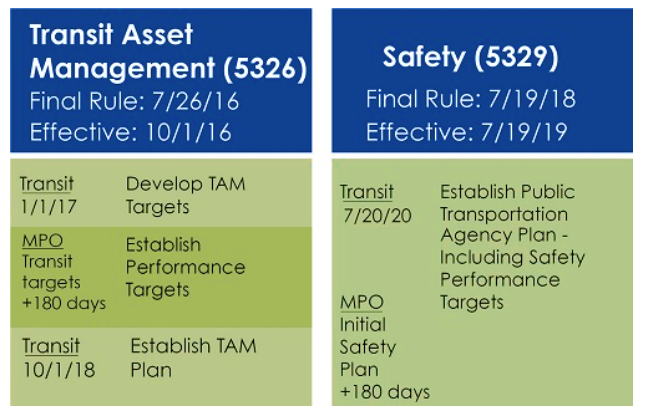 Transit Asset
Management (5326)
Final Rule: 7/26/16
Effective: 10/1/16
Transit
1/1/17
Develop TAM
Targets
MPO
Transit
targets
+180 days
Establish
Performance
Targets
Transit
10/1/18
Establish TAM
Plan
Safety (5329)
Final Rule: 7/19/18
Effective: 7/19/19
Transit
7/20/20
Establish Public
Transportation
Agency Plan -
Including Safety
Performance
Targets
MPO
Initial
Safety
Plan
+180 days